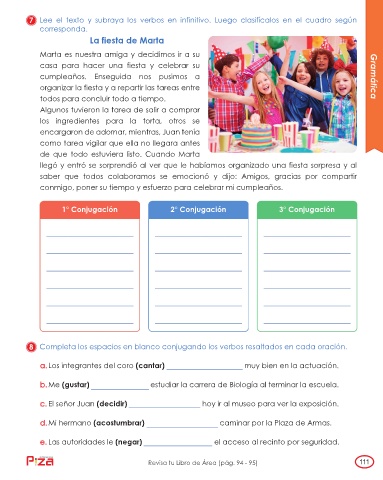 7 Lee el texto y subraya los verbos en infinitivo. Luego clasifícalos en el cuadro según
corresponda.
La fiesta de Marta
Marta es nuestra amiga y decidimos ir a su
casa para hacer una fiesta y celebrar su
cumpleaños. Enseguida nos pusimos a
organizar la fiesta y a repartir las tareas entre
todos para concluir todo a tiempo.
Algunos tuvieron la tarea de salir a comprar
los ingredientes para la torta, otros se
encargaron de adornar, mientras, Juan tenía
como tarea vigilar que ella no llegara antes
de que todo estuviera listo. Cuando Marta
llegó y entró se sorprendió al ver que le habíamos organizado una fiesta sorpresa y al
saber que todos colaboramos se emocionó y dijo: Amigos, gracias por compartir
conmigo, poner su tiempo y esfuerzo para celebrar mi cumpleaños.
Gramática
1° Conjugación 2° Conjugación 3° Conjugación
8 Completa los espacios en blanco conjugando los verbos resaltados en cada oración.
a. Los integrantes del coro (cantar) ____________________ muy bien en la actuación.
b. Me (gustar) _______________ estudiar la carrera de Biología al terminar la escuela.
c. El señor Juan (decidir) ___________________ hoy ir al museo para ver la exposición.
d. Mi hermano (acostumbrar) ___________________ caminar por la Plaza de Armas.
e. Las autoridades le (negar) __________________ el acceso al recinto por seguridad.
Pizza
Revisa tu Libro de Área (pág. 94 - 95)
111